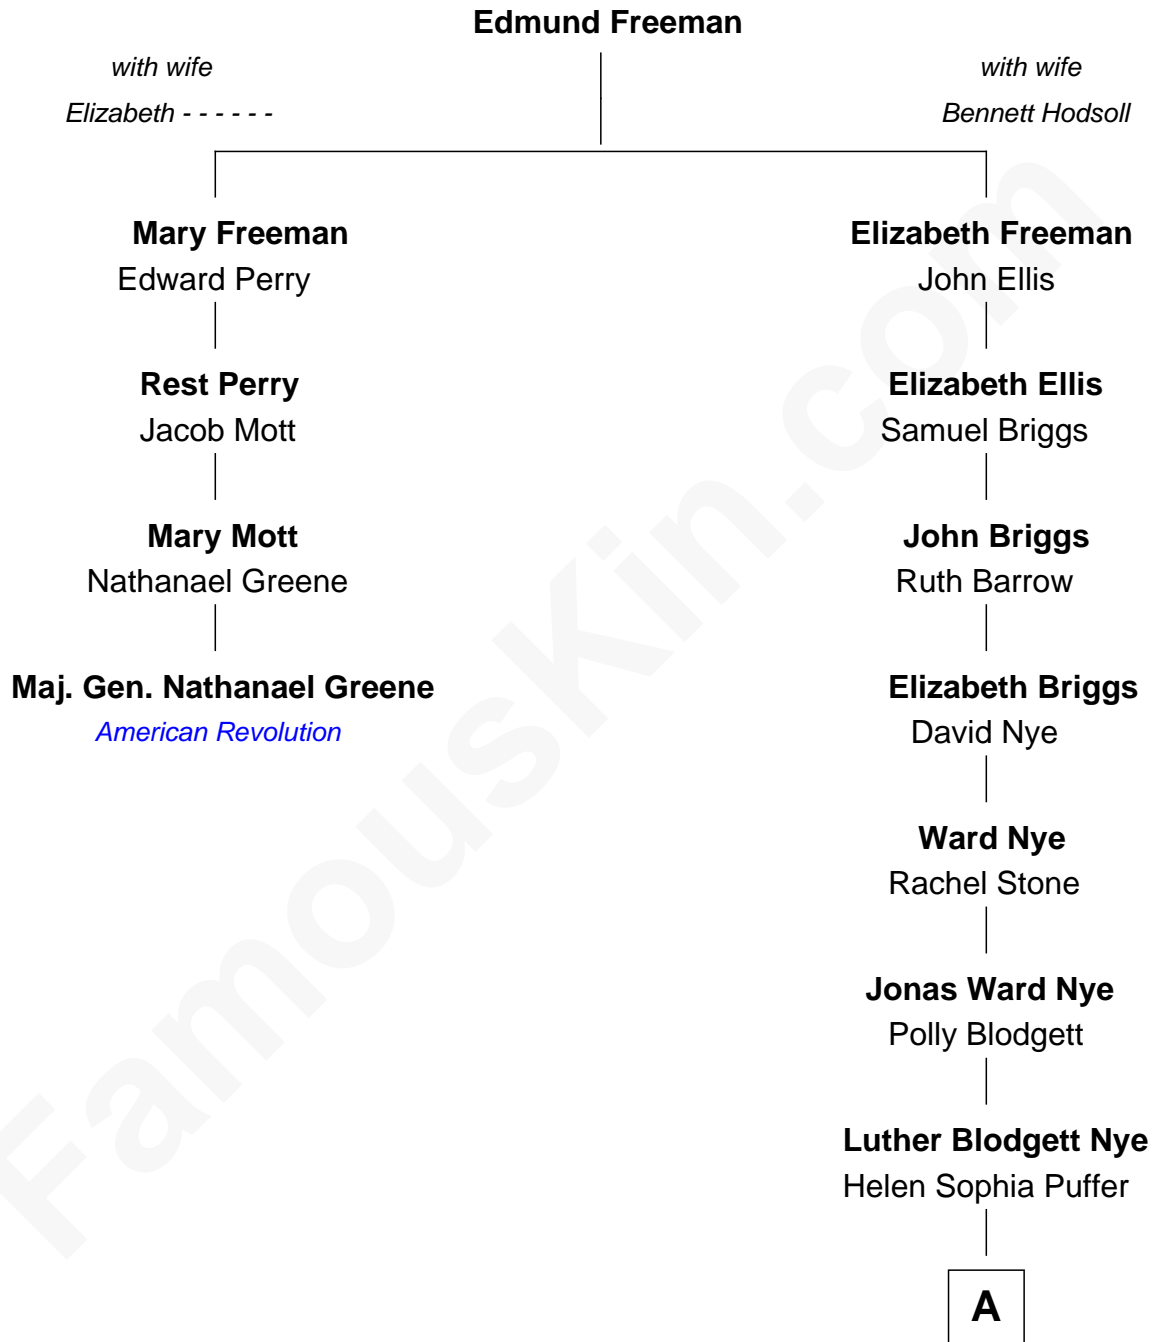 Edmund Freeman
with wife
Elizabeth - - - - - -
with wife
Bennett Hodsoll
Mary Freeman
Edward Perry
Rest Perry
Jacob Mott
Mary Mott
Nathanael Greene
Maj. Gen. Nathanael Greene
American Revolution
Elizabeth Freeman
John Ellis
Elizabeth Ellis
Samuel Briggs
John Briggs
Ruth Barrow
Elizabeth Briggs
David Nye
Ward Nye
Rachel Stone
Jonas Ward Nye
Polly Blodgett
Luther Blodgett Nye
Helen Sophia Puffer
A
FamousKin.com